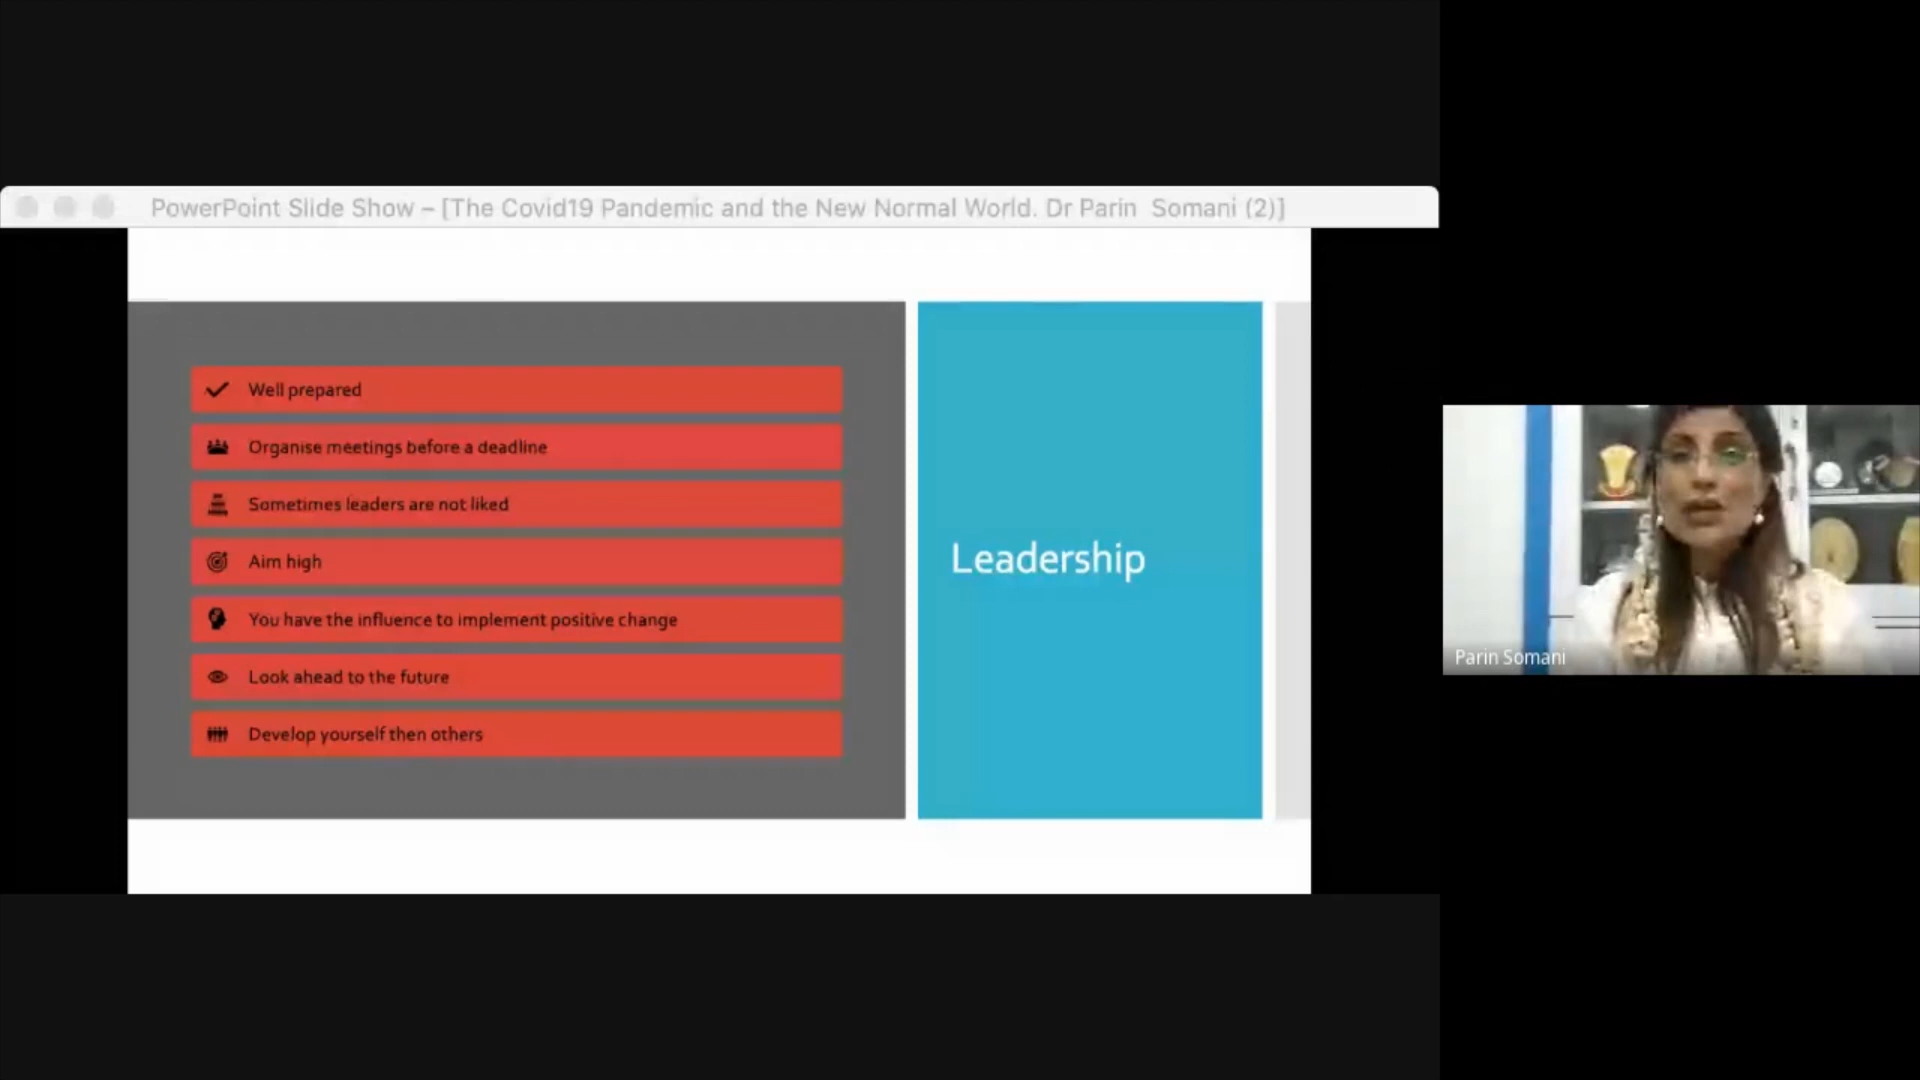 PowerPoint Slide Show – [The Covid19 Pandemic and the New Normal World. Dr Parin  Somani (2)]
Well prepared
Organise meetings before a deadline
Sometimes leaders are not liked
Aim high
You have the influence to implement positive change
Look ahead to the future
Develop yourself then others
Leadership
Parin Somani